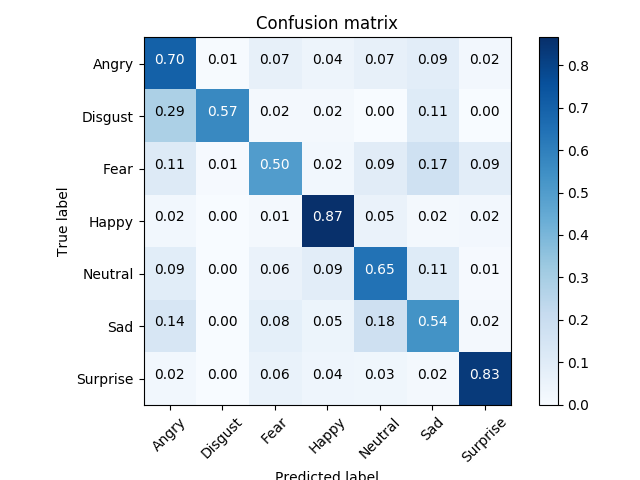 Confusion matrix
Angry 0.70 0.01 0.07 0.04 0.07 0.09 0.02
Disgust 0.29 0.57 0.02 0.02 0.00 0.11 0.00
Fear 0.11 0.01 0.50 0.02 0.09 0.17 0.09
Happy 0.02 0.00 0.01 0.87 0.05 0.02 0.02
Neutral 0.09 0.00 0.06 0.09 0.65 0.11 0.01
Sad 0.14 0.00 0.08 0.05 0.18 0.54 0.02
Surprise 0.02 0.00 0.06 0.04 0.03 0.02 0.83
True label
Angry Disgust Fear Happy Neutral Sad Surprise
Predicted label
0.8
0.7
0.6
0.5
0.4
0.3
0.2
0.1
0.0